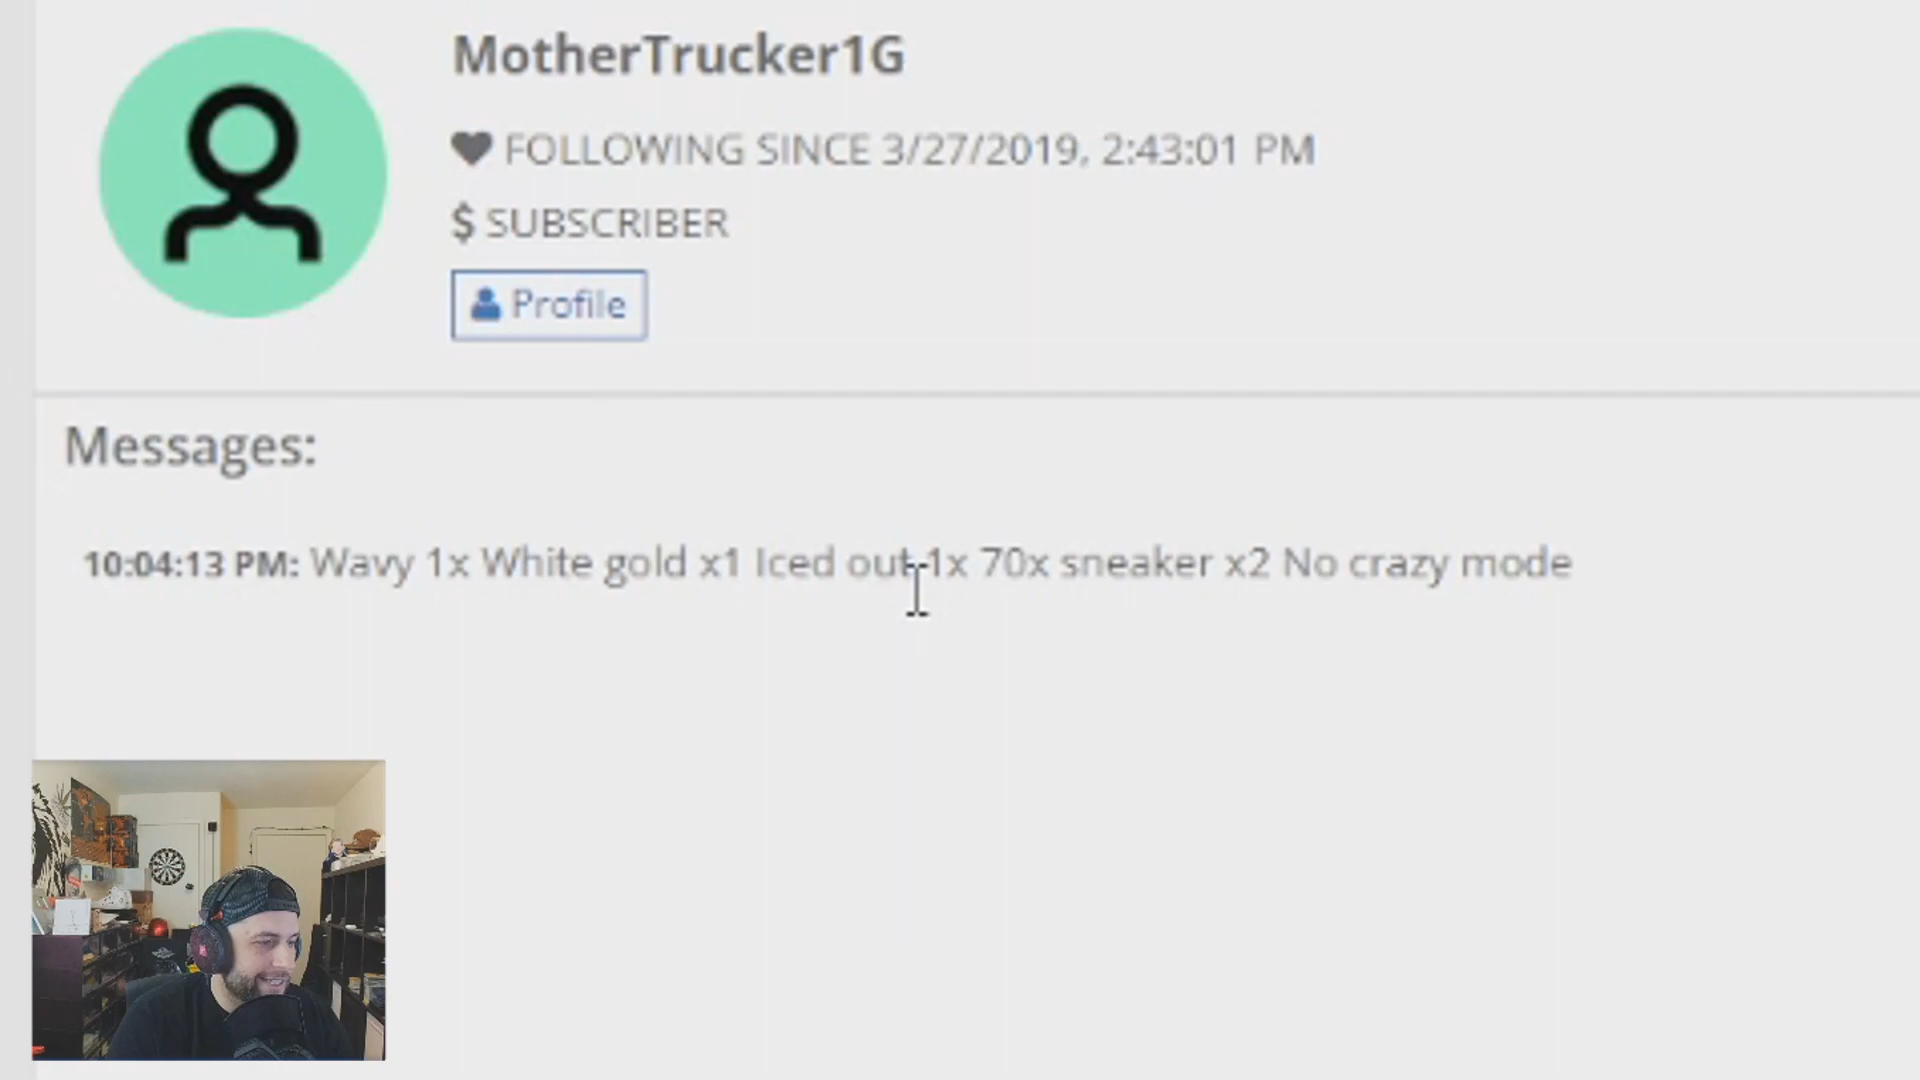 MotherTrucker1G
FOLLOWING SINCE 3/27/2019, 2:43:01 PM
$ SUBSCRIBER
Profile
Messages:
10:04:13 PM: Wavy 1x White gold x1 Iced out 1x 70x sneaker x2 No crazy mode